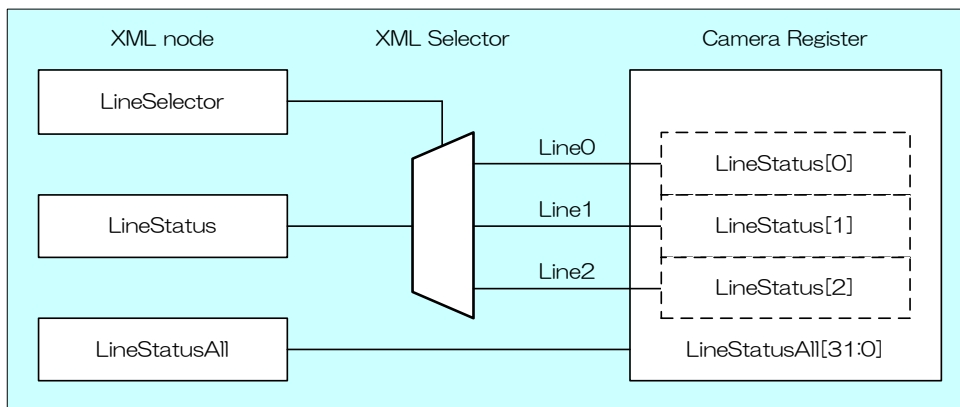 XML node
XML Selector
Camera Register
LineSelector
Line0
LineStatus[0]
LineStatus
Line1
LineStatus[1]
Line2
LineStatus[2]
LineStatusAll
LineStatusAll[31:0]